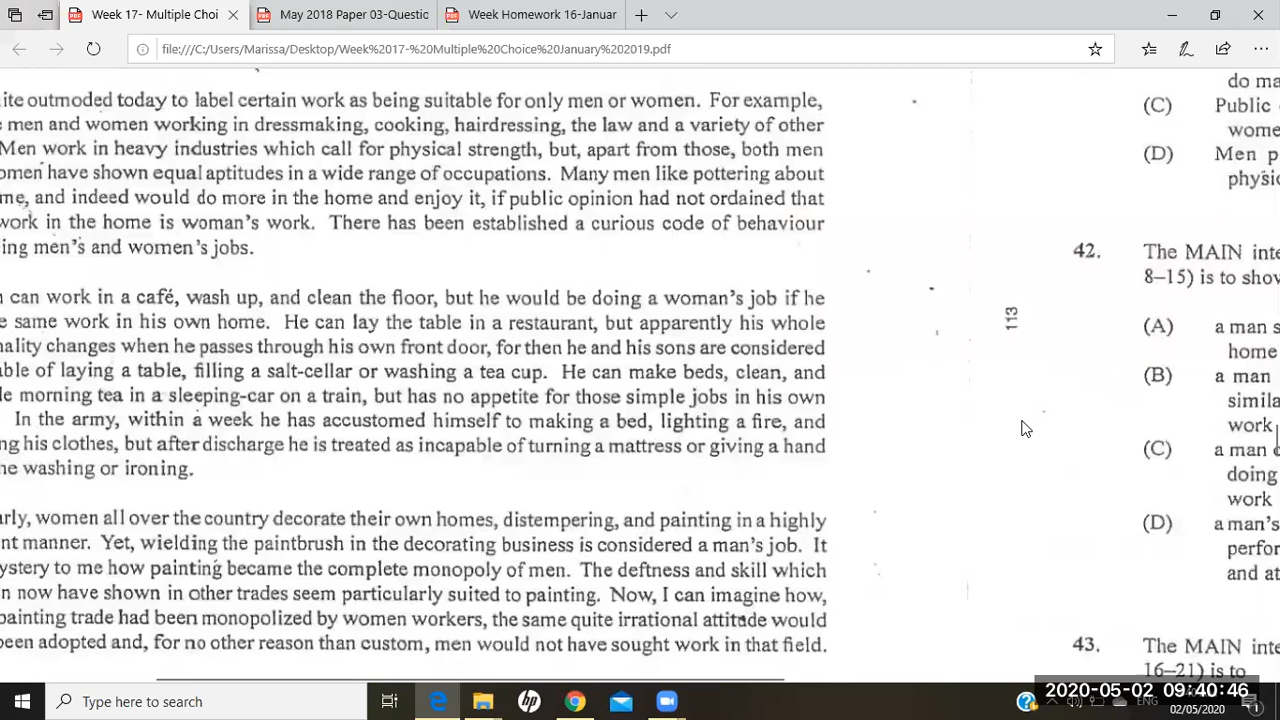 Week 17- Multiple Choi
May 2018 Paper 03-Questio
Week Homework 16-Januar
file:///C:/Users/Marissa/Desktop/Week%2017-%20Multiple%20Choice%20January%202019.pdf
ite outmoded today to label certain work as being suitable for only men or women. For example,
men and women working in dressmaking, cooking, hairdressing, the law and a variety of other
Men work in heavy industries which call for physical strength, but, apart from those, both men
omen have shown equal aptitudes in a wide range of occupations. Many men like pottering about
me, and indeed would do more in the home and enjoy it, if public opinion had not ordained that
work in the home is woman's work. There has been established a curious code of behaviour
ing men's and women's jobs.
n can work in a café, wash up, and clean the floor, but he would be doing a woman's job if he
e same work in his own home. He can lay the table in a restaurant, but apparently his whole
nality changes when he passes through his own front door, for then he and his sons are considered
able of laying a table, filling a salt-cellar or washing a tea cup. He can make beds, clean, and
e morning tea in a sleeping-car on a train, but has no appetite for those simple jobs in his own
In the army, within a week he has accustomed himself to making a bed, lighting a fire, and
ng his clothes, but after discharge he is treated as incapable of turning a mattress or giving a hand
he washing or ironing.
arly, women all over the country decorate their own homes, distempering, and painting in a highly
nt manner. Yet, wielding the paintbrush in the decorating business is considered a man's job. It
ystery to me how painting became the complete monopoly of men. The deftness and skill which
n now have shown in other trades seem particularly suited to painting. Now, I can imagine how,
painting trade had been monopolized by women workers, the same quite irrational attitude would
been adopted and, for no other reason than custom, men would not have sought work in that field.
113
do ma
(C) Public
wome
(D) Men p
physic
42. The MAIN inte
8–15) is to shov
(A) a man s
home
(B) a man
simila
work
(C) a man
doing
work
(D) a man's
perfor
and at
43. The MAIN inte
16–21) is to
Type here to search
ENG
2020-05-02 09:40:46
02/05/2020